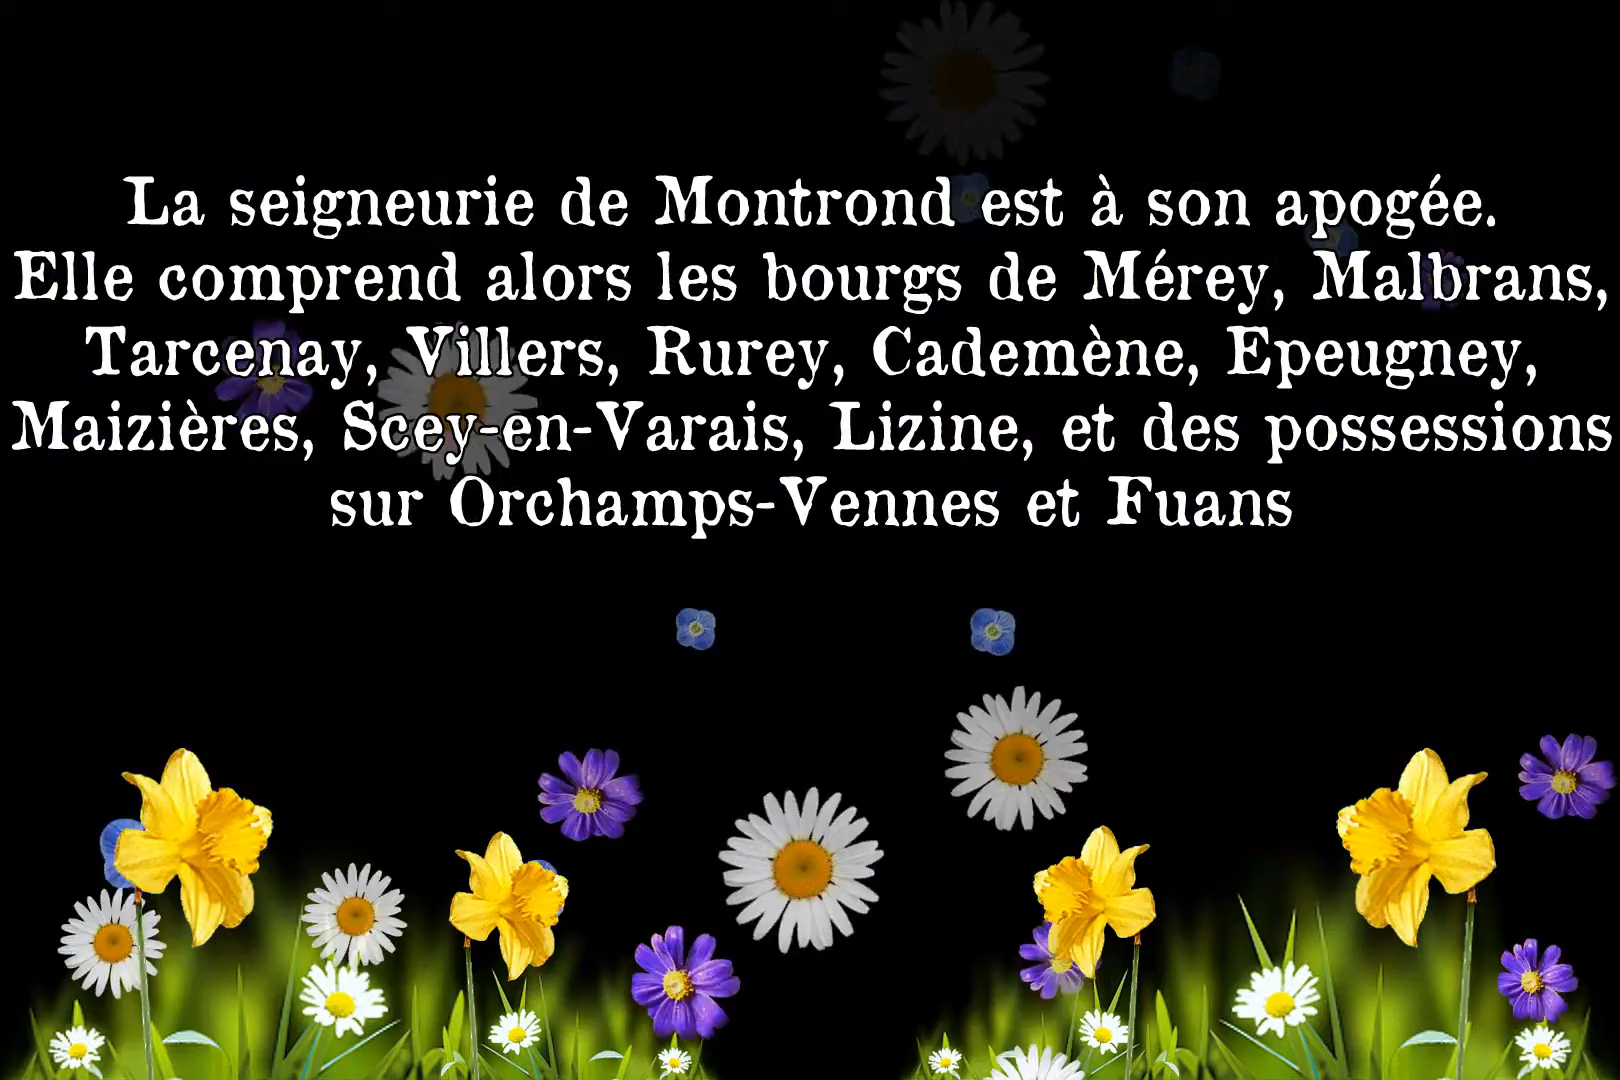 La seigneurie de Montrond est à son apogée.
Elle comprend alors les bourgs de Mérey, Malbrans,
Tarcenay, Villers, Rurey, Cademène, Epeugney,
Maizières, Scey-en-Varais, Lizine, et des possessions
sur Orchamps-Vennes et Fuans